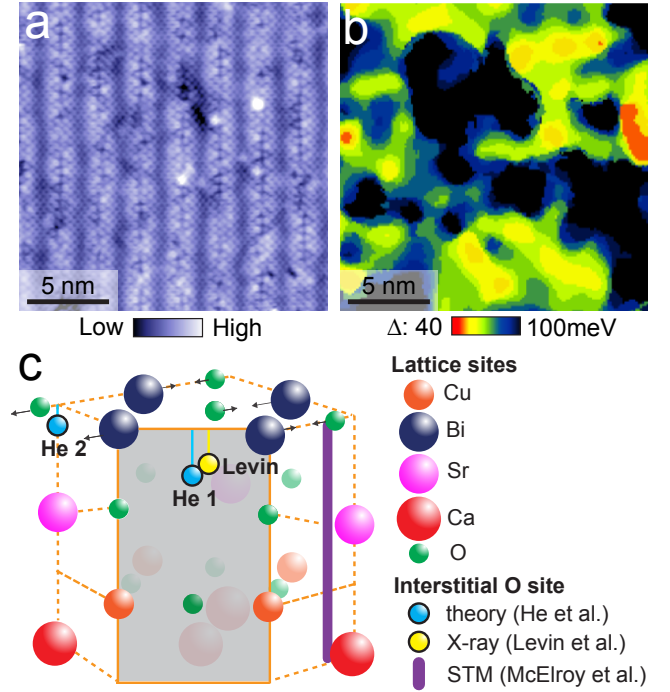 a
5 nm
Low High
b
5 nm
Δ: 40 100meV
c
He 2
Levin
He 1
Lattice sites
Cu
Bi
Sr
Ca
O
Interstitial O site
theory (He et al.)
X-ray (Levin et al.)
STM (McElroy et al.)